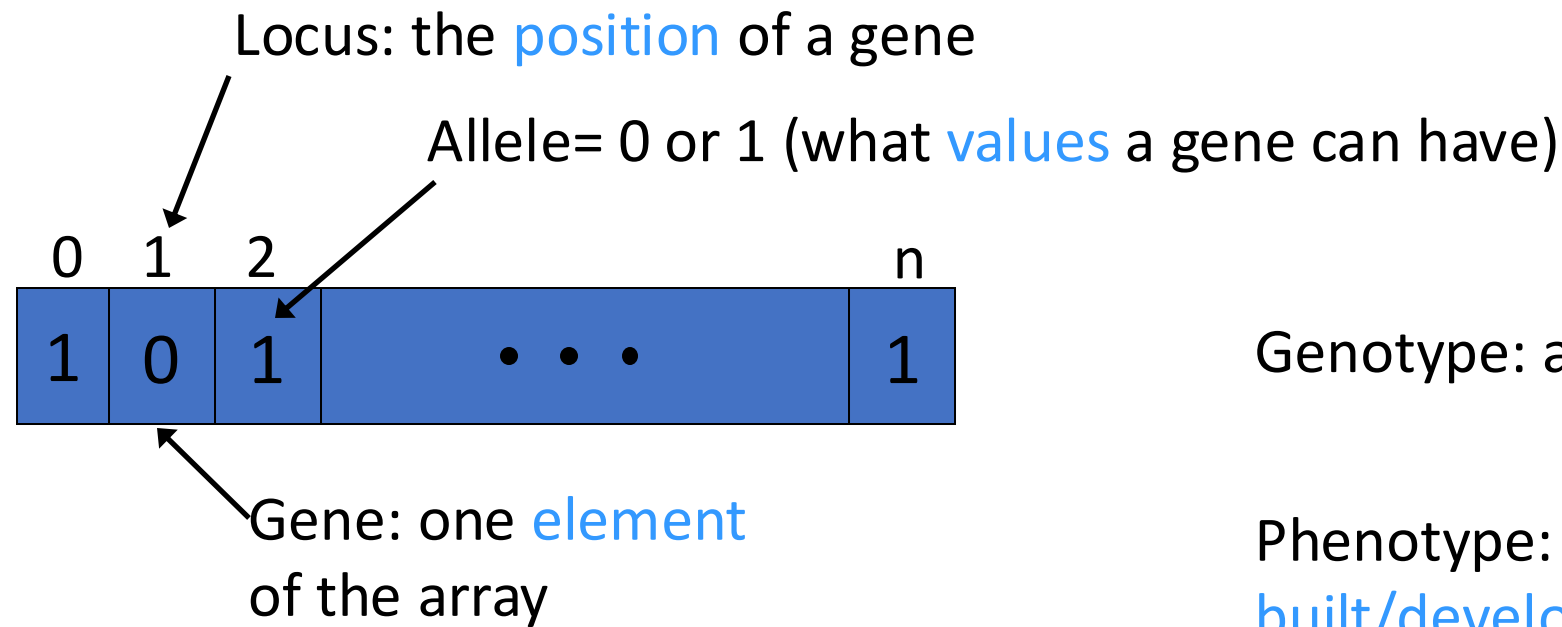 Locus: the position of a gene
Allele= 0 or 1 (what values a gene can have)
0 1 2 n
1 0 1 • • • 1
Genotype: a
Gene: one element
of the array
Phenotype: